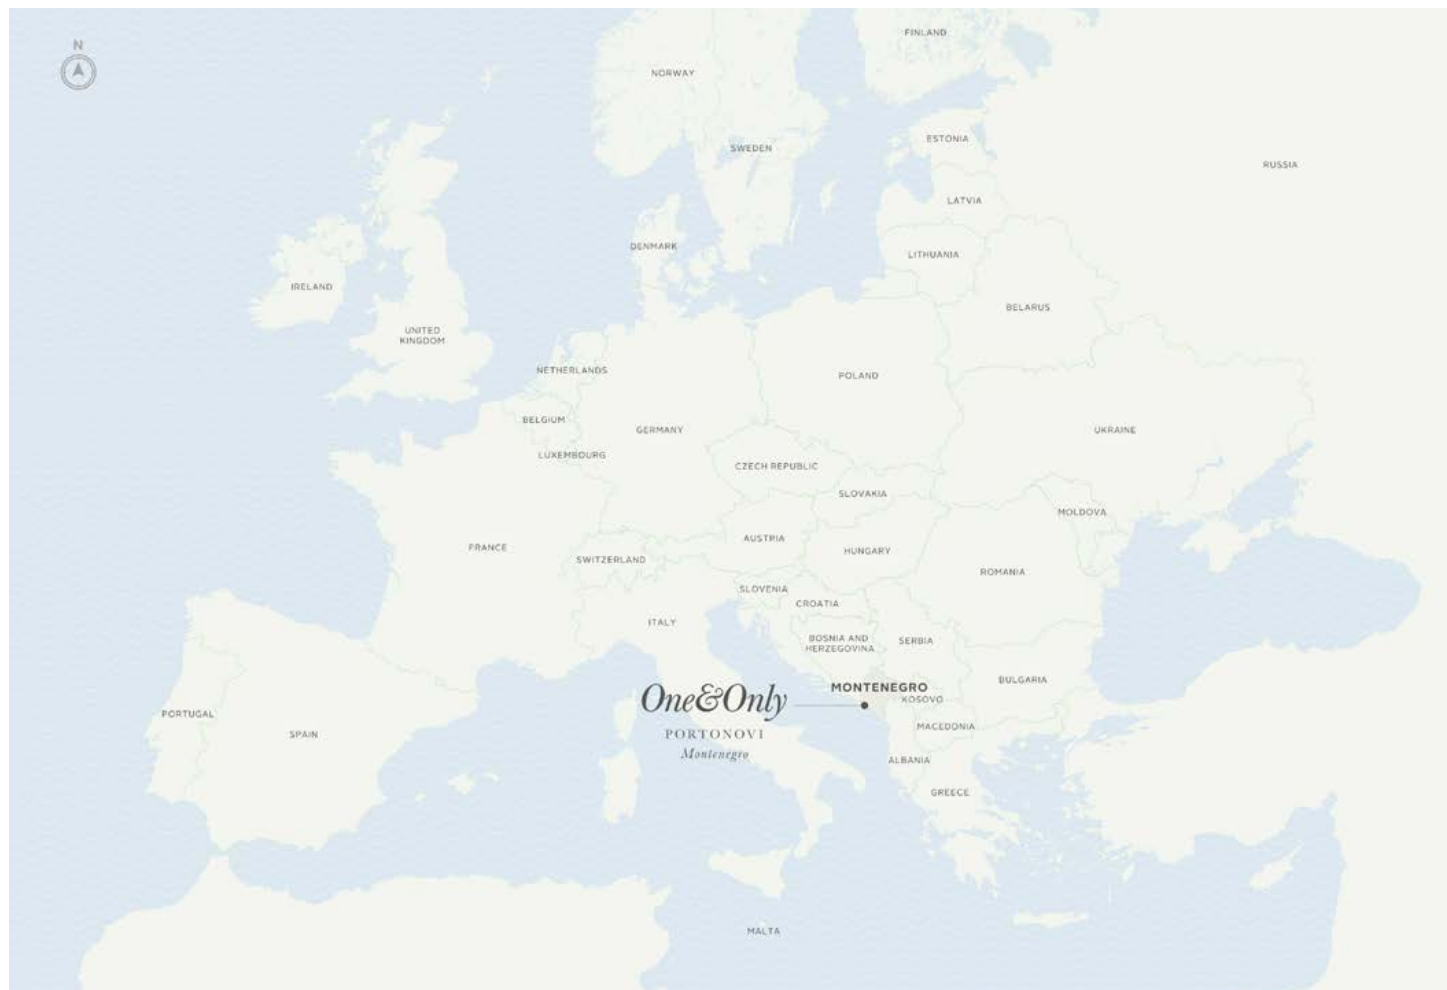 N
FINLAND
NORWAY
ESTONIA
SWEDEN
RUSSIA
LATVIA
DENMARK
LITHUANIA
IRELAND
BELARUS
UNITED
KINGDOM
NETHERLANDS
POLAND
BELGIUM
GERMANY
UKRAINE
LUXEMBOURG
CZECH REPUBLIC
SLOVAKIA
MOLDOVA
AUSTRIA
FRANCE
HUNGARY
SWITZERLAND
ROMANIA
SLOVENIA
CROATIA
ITALY
BOSNIA AND
HERZEGOVINA
SERBIA
BULGARIA
MONTENEGRO
One&Only
KOSOVO
PORTUGAL
MACEDONIA
SPAIN
PORTONOVI
Montenegro
ALBANIA
GREECE
MALTA